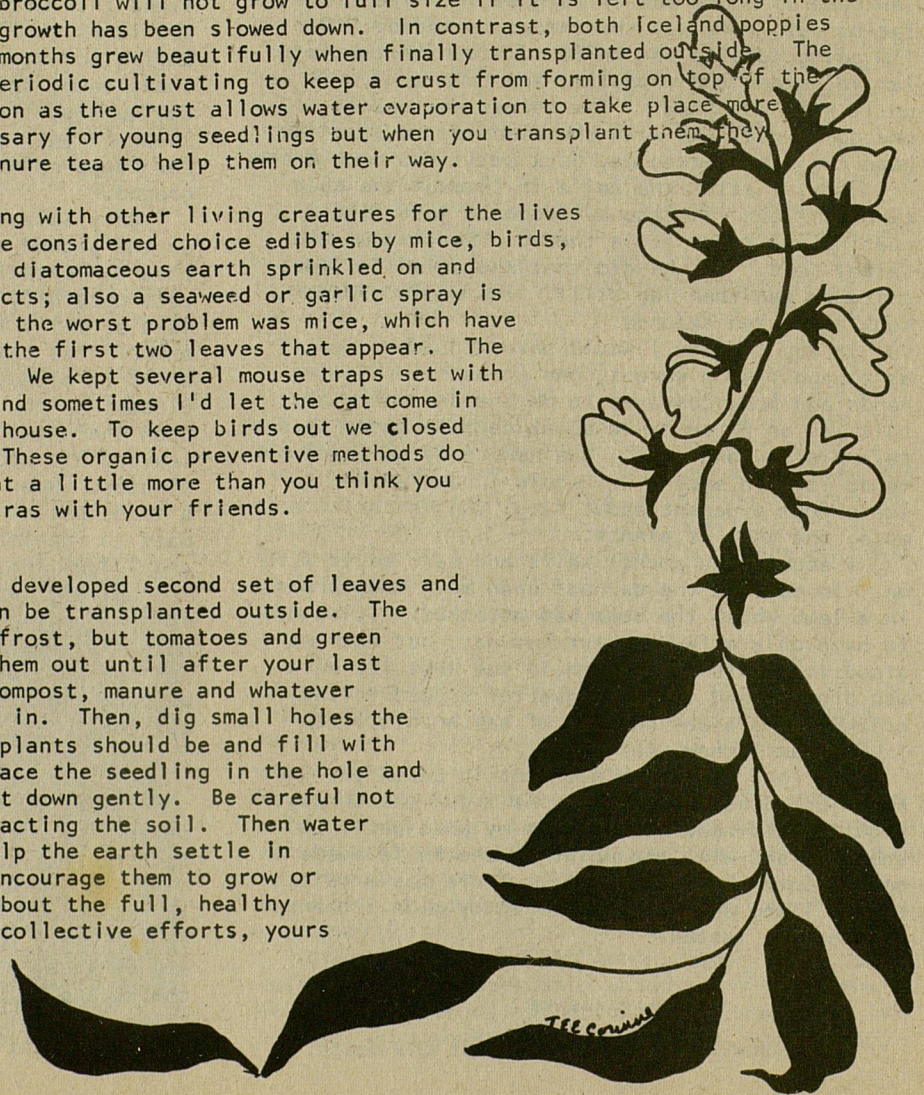 broccoli will not grow to full size if it is left too long in the
growth has been slowed down. In contrast, both Iceland poppies
months grew beautifully when finally transplanted outside. The
eriodic cultivating to keep a crust from forming on top of the
on as the crust allows water evaporation to take place more
sary for young seedlings but when you transplant them they
nure tea to help them on their way.
ng with other living creatures for the lives
e considered choice edibles by mice, birds,
diatomaceous earth sprinkled on and
cts; also a seaweed or garlic spray is
the worst problem was mice, which have
the first two leaves that appear. The
We kept several mouse traps set with
nd sometimes I'd let the cat come in
house. To keep birds out we closed
These organic preventive methods do
t a little more than you think you
ras with your friends.
developed second set of leaves and
n be transplanted outside. The
frost, but tomatoes and green
hem out until after your last
ompost, manure and whatever
in. Then, dig small holes the
plants should be and fill with
ace the seedling in the hole and
t down gently. Be careful not
acting the soil. Then water
lp the earth settle in
ncourage them to grow or
bout the full, healthy
collective efforts, yours
TEE Corinne